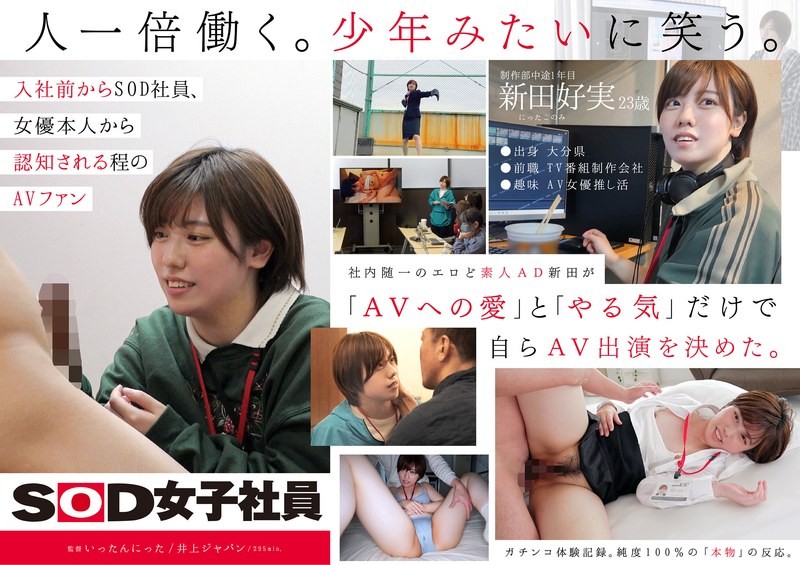 人一倍働く。少年みたいに笑う。
入社前からSOD社員、
女優本人から
認知される程の
AVファン
制作部中途1年目
新田好実23歳
にったこのみ
●出身 大分県
●前職 TV番組制作会社
●趣味 AV女優推し活
社内随一のエロど素人AD新田が
「AVへの愛」と「やる気」だけで
自らAV出演を決めた。
SOD女子社員
監督 いったんにった/井上ジャパン/295min.
ガチンコ体験記録。純度100%の「本物」の反応。